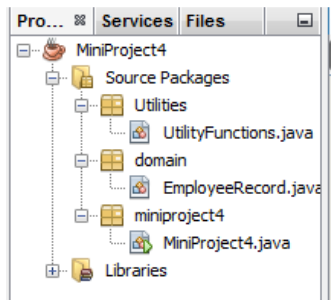 Pro... Services Files
MiniProject4
Source Packages
Utilities
UtilityFunctions.java
domain
EmployeeRecord.java
miniproject4
MiniProject4.java
Libraries